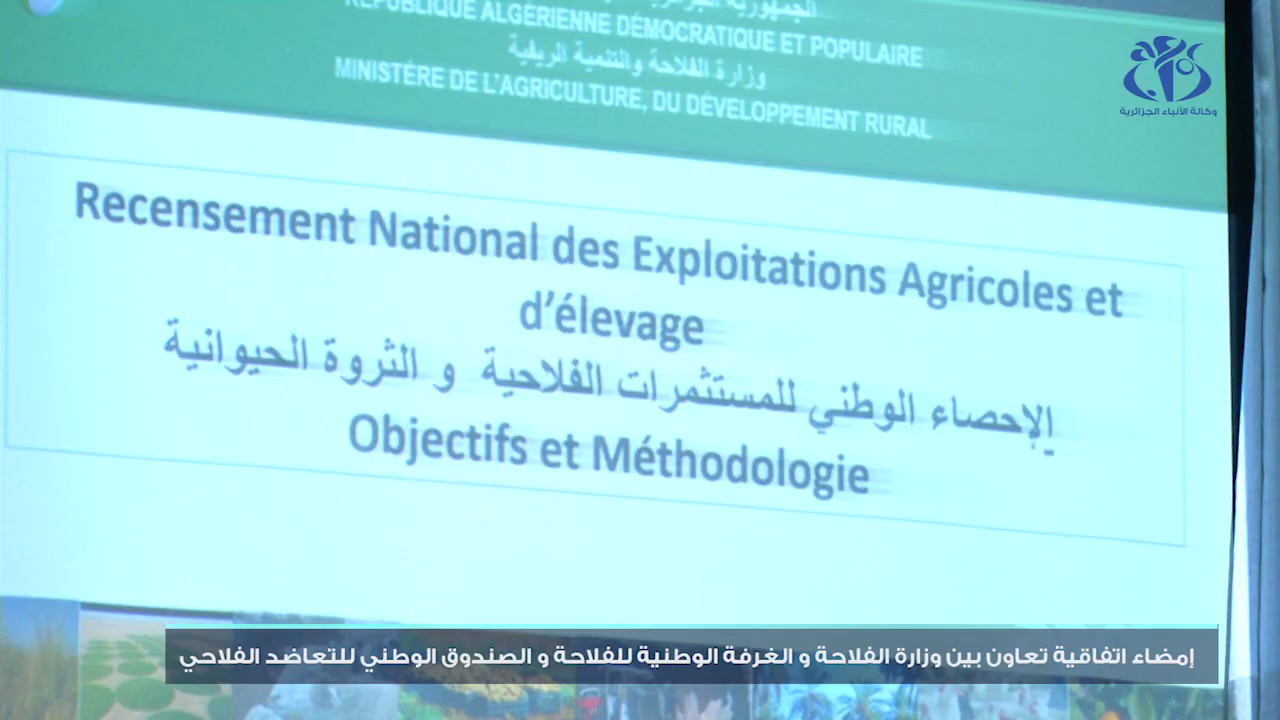 RÉPUBLIQUE ALGÉRIENNE DÉMOCRATIQUE ET POPULAIRE
وزارة الفلاحة والتنمية الريفية
MINISTÈRE DE L'AGRICULTURE, DU DÉVELOPPEMENT RURAL
وكالة الأنباء الجزائرية
Recensement National des Exploitations Agricoles et
d'élevage
الإحصاء الوطني للمستثمرات الفلاحية و الثروة الحيوانية
Objectifs et Méthodologie
إمضاء اتفاقية تعاون بين وزارة الفلاحة و الغرفة الوطنية للفلاحة و الصندوق الوطني للتعاضد الفلاحي